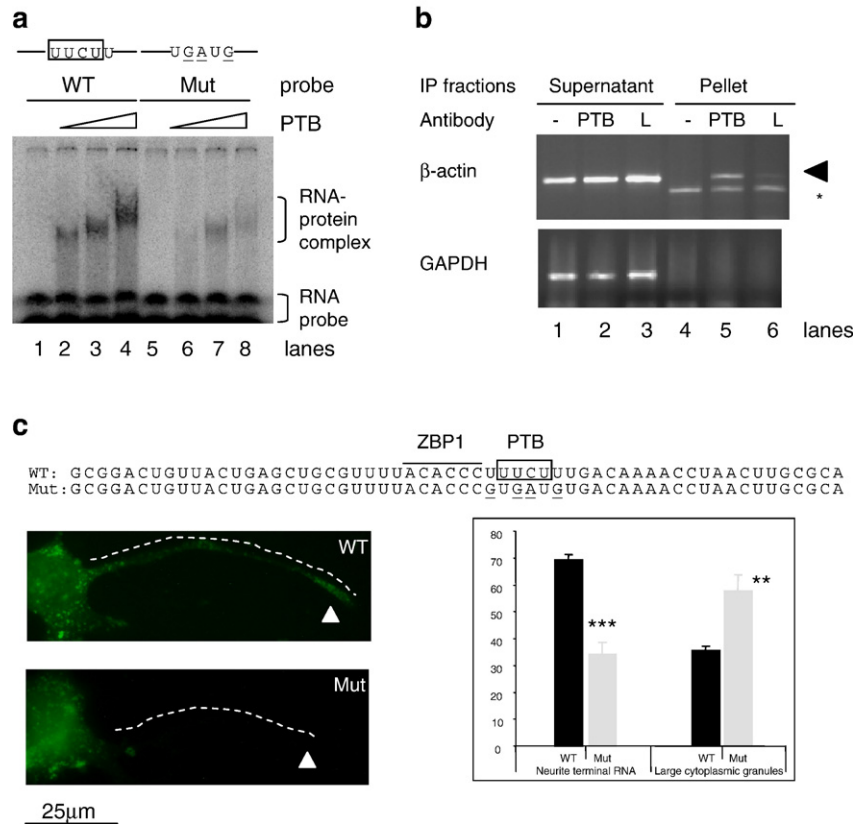 a
UUCUU UGAUG
WT Mut probe
PTB
RNA-protein complex
RNA probe
1 2 3 4 5 6 7 8 lanes
b
IP fractions Supernatant Pellet
Antibody - PTB L - PTB L
β-actin
*
GAPDH
1 2 3 4 5 6 lanes
c
ZBP1 PTB
WT: GCGGACUGUUACUGAGCUGCGUUUUACACCCUUUCUUUGACAAAACCUAACUUGCGCA
Mut:GCGGACUGUUACUGAGCUGCGUUUUACACCCGUGAUGUGACAAAACCUAACUUGCGCA
WT
Mut
25μm
80
70
60
50
40
30
20
10
0
***
**
WT Mut WT Mut
Neurite terminal RNA Large cytoplasmic granules